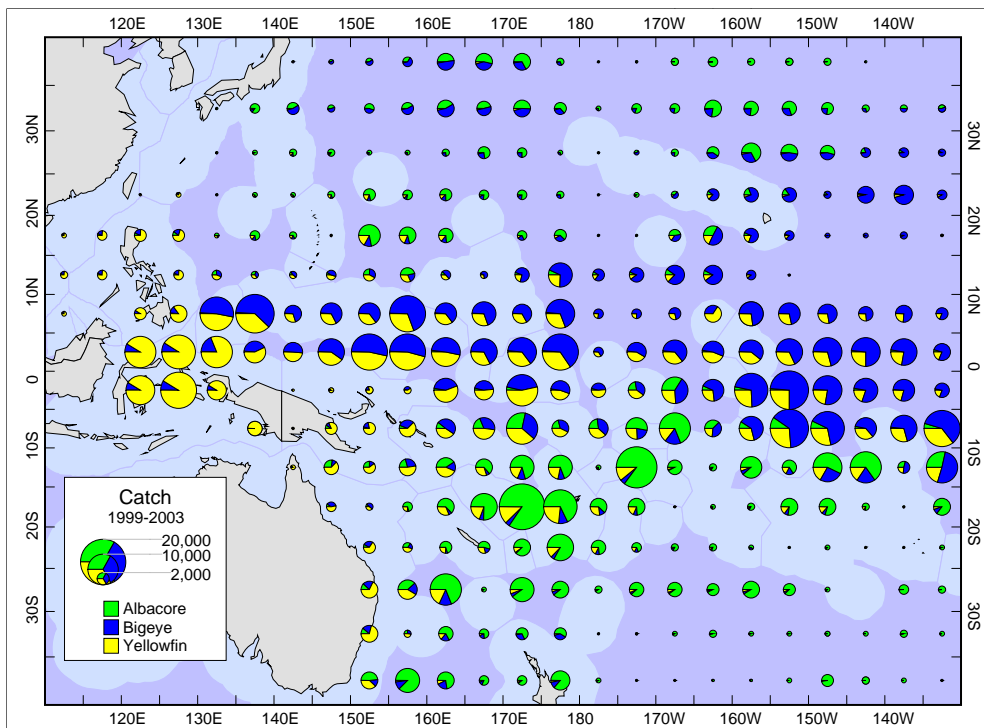 120E 130E 140E 150E 160E 170E 180 170W 160W 150W 140W
30N 30N
20N 20N
10N 10N
0 0
10S 10S
20S 20S
30S 30S
Catch
1999-2003
20,000
10,000
2,000
Albacore
Bigeye
Yellowfin
120E 130E 140E 150E 160E 170E 180 170W 160W 150W 140W